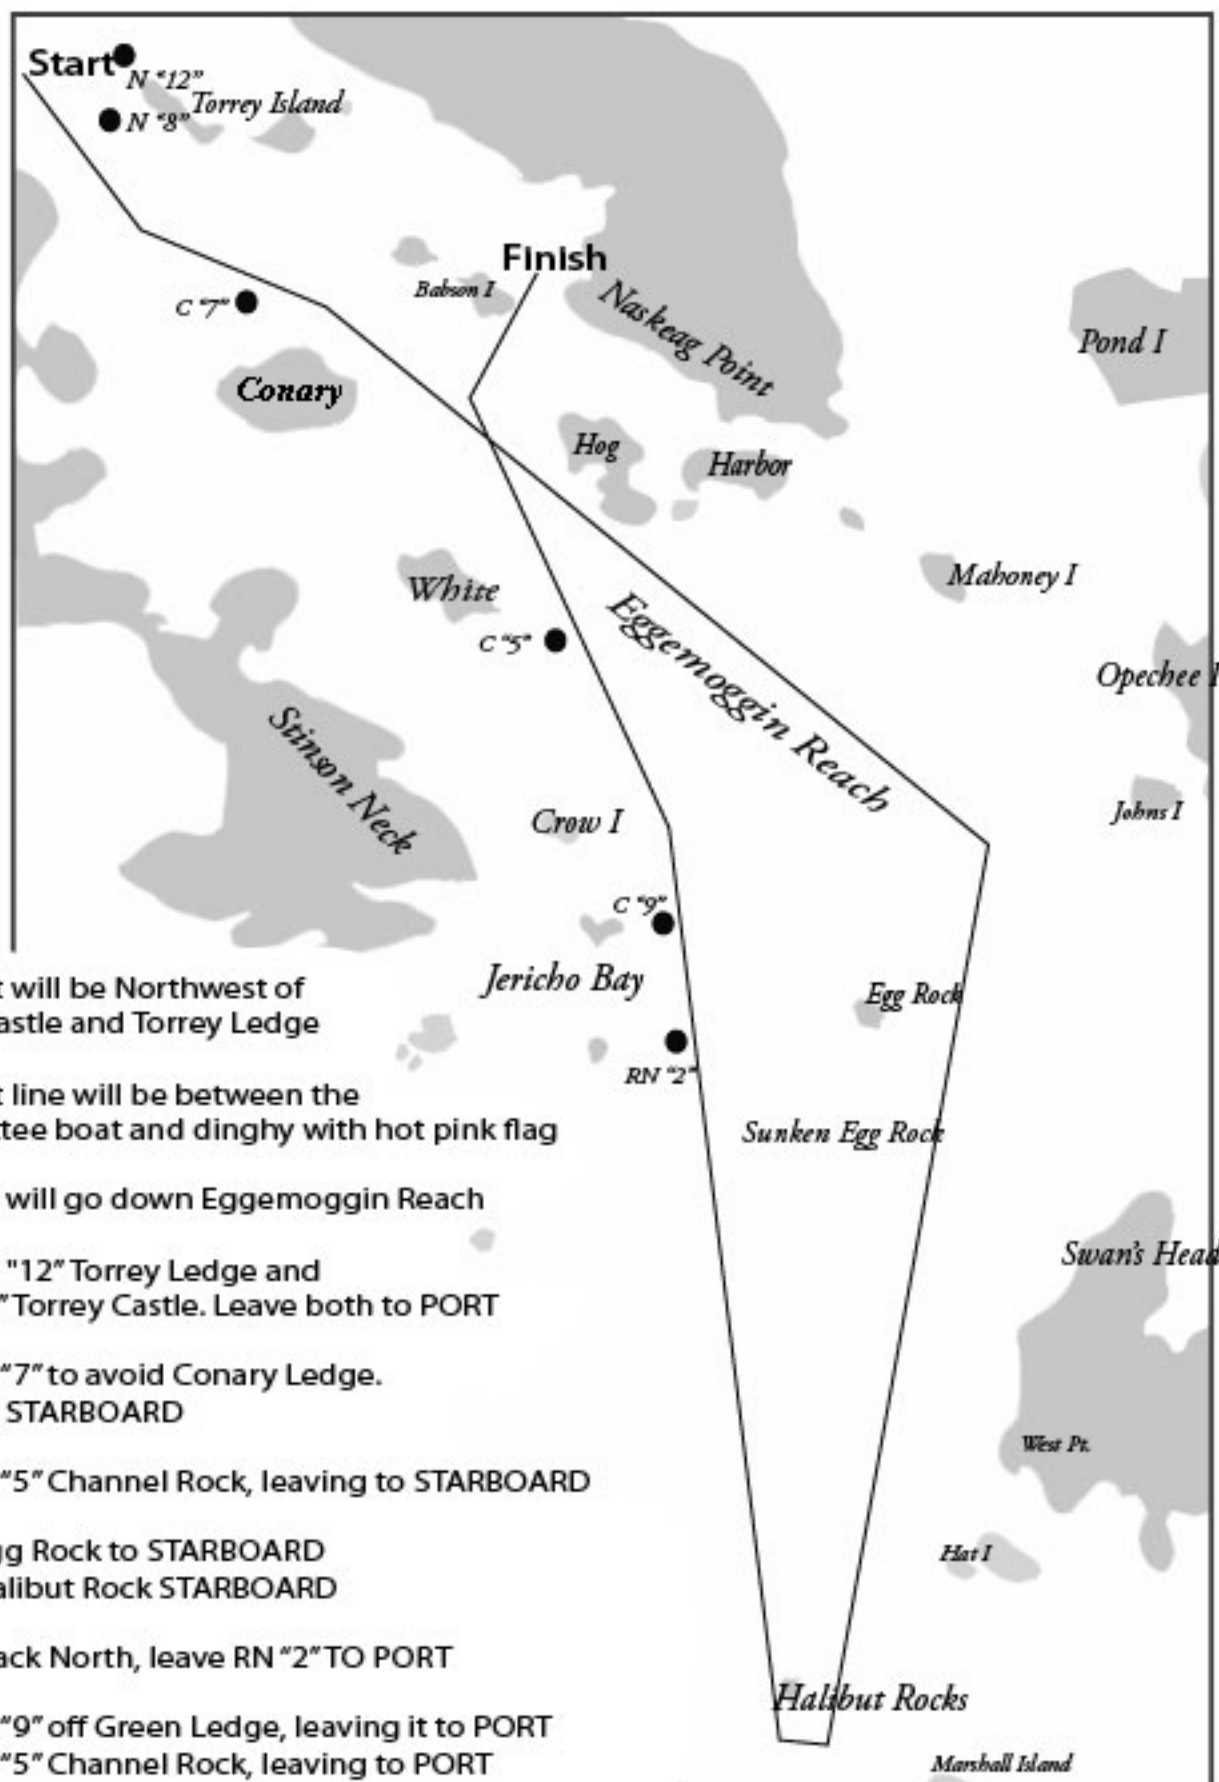 Start
N “12”
Torrey Island
N “8”
Finish
Babson I
C “7”
Naskeag Point
Pond I
Conary
Hog
Harbor
Mahoney I
White
C “5”
Eggemoggin Reach
Opechee I
Stinson Neck
Johns I
Crow I
C “9”
Jericho Bay
Egg Rock
RN “2”
Sunken Egg Rock
Swan’s Head
West Pt.
Hat I
Halibut Rocks
Marshall Island
t will be Northwest of
astle and Torrey Ledge
t line will be between the
ttee boat and dinghy with hot pink flag
will go down Eggemoggin Reach
"12” Torrey Ledge and
” Torrey Castle. Leave both to PORT
“7” to avoid Conary Ledge.
STARBOARD
“5” Channel Rock, leaving to STARBOARD
gg Rock to STARBOARD
alibut Rock STARBOARD
ack North, leave RN “2” TO PORT
“9” off Green Ledge, leaving it to PORT
“5” Channel Rock, leaving to PORT